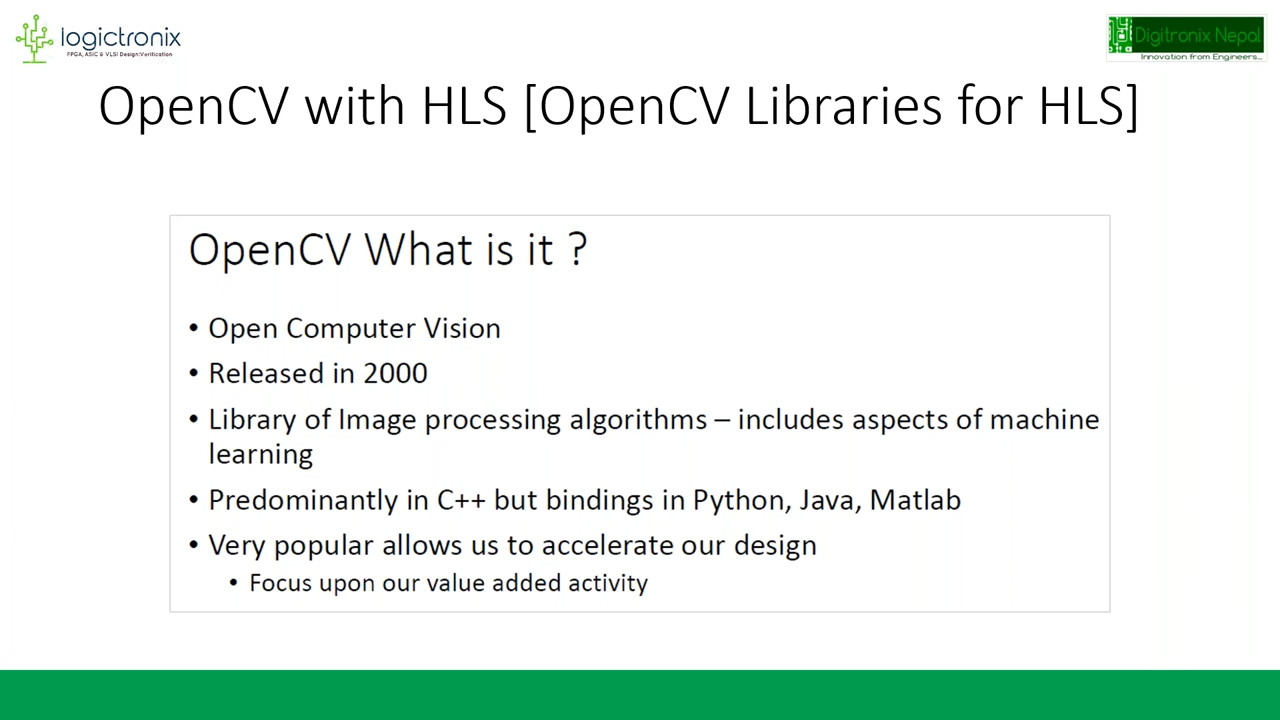 logictronix
FPGA, ASIC & VLSI Design:Verification
Digitronix Nepal
Innovation from Engineers...
OpenCV with HLS [OpenCV Libraries for HLS]
OpenCV What is it ?
• Open Computer Vision
• Released in 2000
• Library of Image processing algorithms – includes aspects of machine
learning
• Predominantly in C++ but bindings in Python, Java, Matlab
• Very popular allows us to accelerate our design
• Focus upon our value added activity